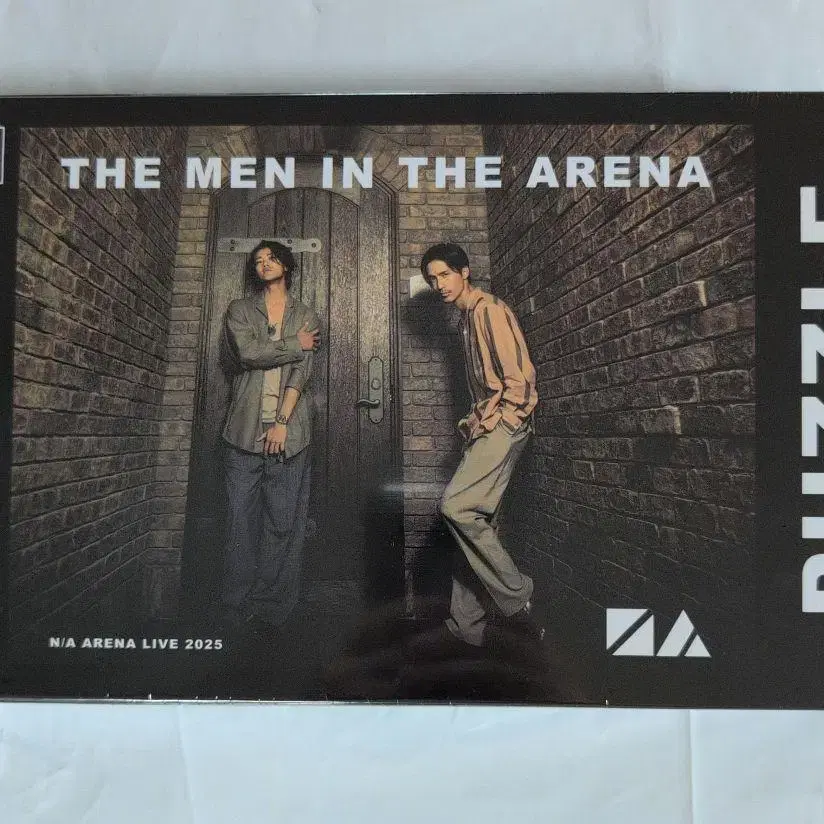 THE MEN IN THE ARENA
N/A ARENA LIVE 2025
N/A
PUZZLE